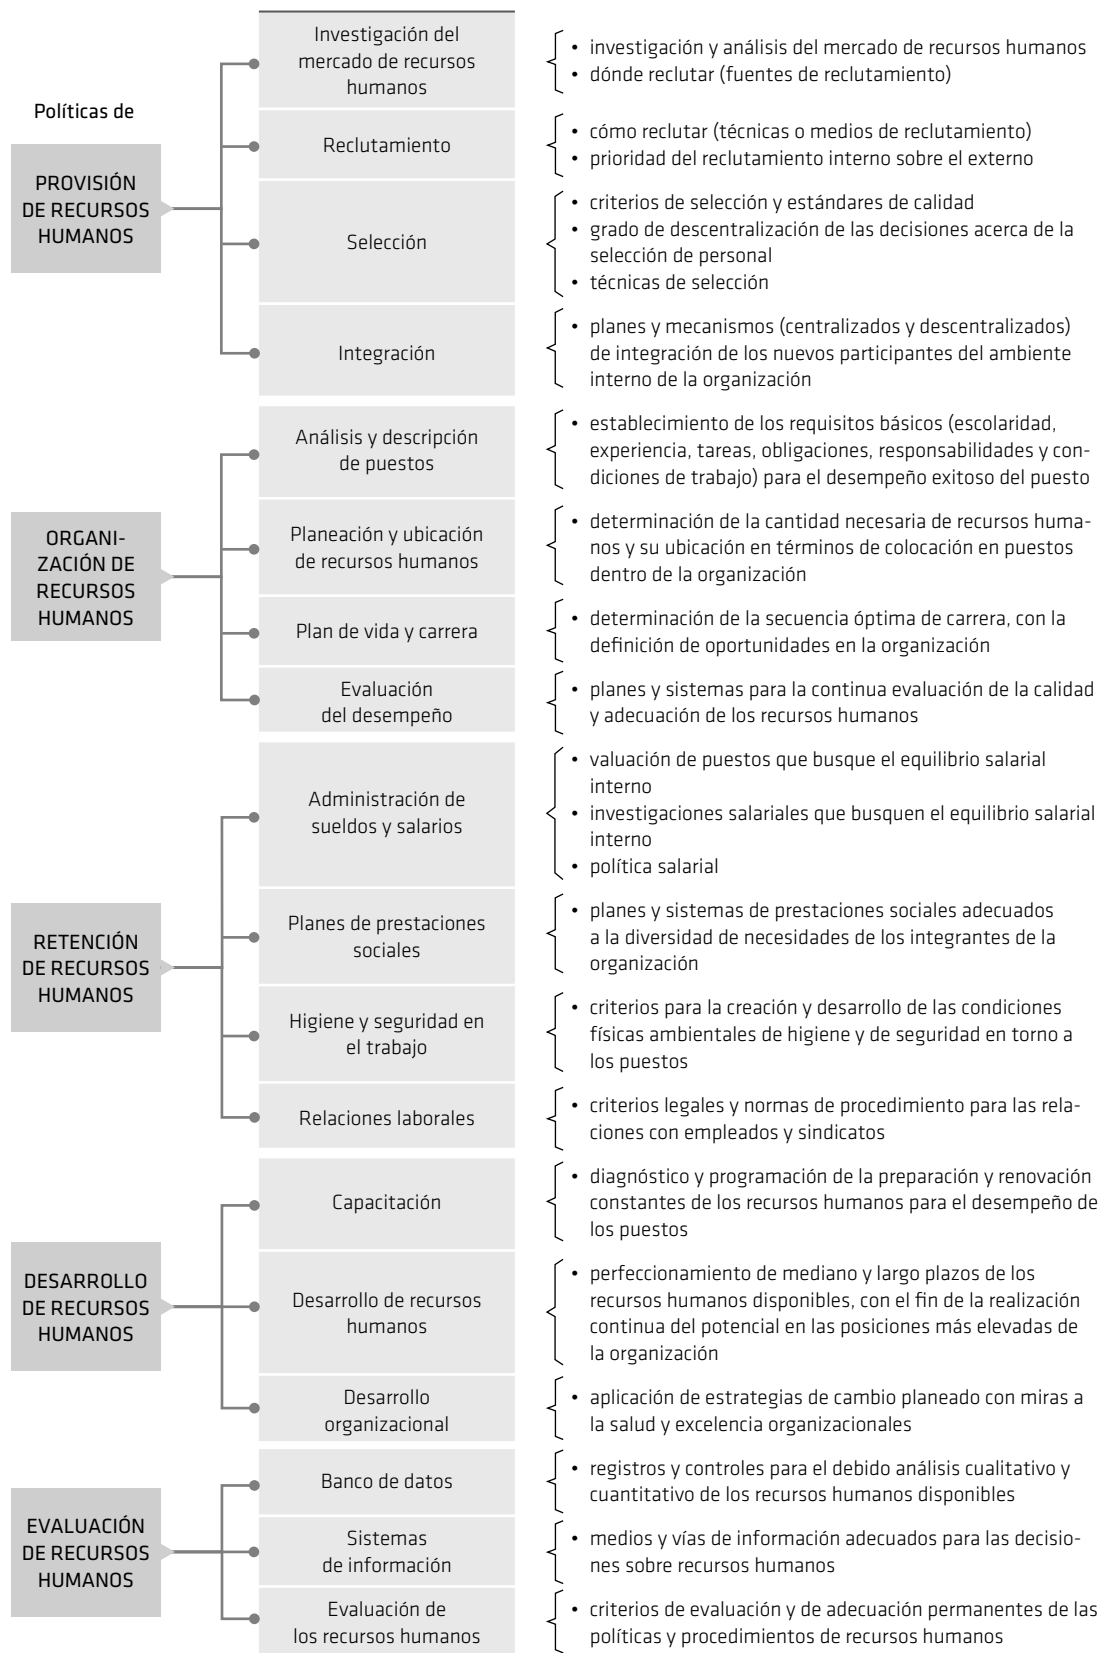 Políticas de
PROVISIÓN
DE RECURSOS
HUMANOS
Investigación del
mercado de recursos
humanos
• investigación y análisis del mercado de recursos humanos
• dónde reclutar (fuentes de reclutamiento)
Reclutamiento
• cómo reclutar (técnicas o medios de reclutamiento)
• prioridad del reclutamiento interno sobre el externo
Selección
• criterios de selección y estándares de calidad
• grado de descentralización de las decisiones acerca de la
selección de personal
• técnicas de selección
Integración
• planes y mecanismos (centralizados y descentralizados)
de integración de los nuevos participantes del ambiente
interno de la organización
ORGANI-
ZACIÓN DE
RECURSOS
HUMANOS
Análisis y descripción
de puestos
• establecimiento de los requisitos básicos (escolaridad,
experiencia, tareas, obligaciones, responsabilidades y con-
diciones de trabajo) para el desempeño exitoso del puesto
Planeación y ubicación
de recursos humanos
• determinación de la cantidad necesaria de recursos huma-
nos y su ubicación en términos de colocación en puestos
dentro de la organización
Plan de vida y carrera
• determinación de la secuencia óptima de carrera, con la
definición de oportunidades en la organización
Evaluación
del desempeño
• planes y sistemas para la continua evaluación de la calidad
y adecuación de los recursos humanos
RETENCIÓN
DE RECURSOS
HUMANOS
Administración de
sueldos y salarios
• valuación de puestos que busque el equilibrio salarial
interno
• investigaciones salariales que busquen el equilibrio salarial
interno
• política salarial
Planes de prestaciones
sociales
• planes y sistemas de prestaciones sociales adecuados
a la diversidad de necesidades de los integrantes de la
organización
Higiene y seguridad en
el trabajo
• criterios para la creación y desarrollo de las condiciones
físicas ambientales de higiene y de seguridad en torno a
los puestos
Relaciones laborales
• criterios legales y normas de procedimiento para las rela-
ciones con empleados y sindicatos
DESARROLLO
DE RECURSOS
HUMANOS
Capacitación
• diagnóstico y programación de la preparación y renovación
constantes de los recursos humanos para el desempeño de
los puestos
Desarrollo de recursos
humanos
• perfeccionamiento de mediano y largo plazos de los
recursos humanos disponibles, con el fin de la realización
continua del potencial en las posiciones más elevadas de
la organización
Desarrollo
organizacional
• aplicación de estrategias de cambio planeado con miras a
la salud y excelencia organizacionales
EVALUACIÓN
DE RECURSOS
HUMANOS
Banco de datos
• registros y controles para el debido análisis cualitativo y
cuantitativo de los recursos humanos disponibles
Sistemas
de información
• medios y vías de información adecuados para las decisio-
nes sobre recursos humanos
Evaluación de
los recursos humanos
• criterios de evaluación y de adecuación permanentes de las
políticas y procedimientos de recursos humanos